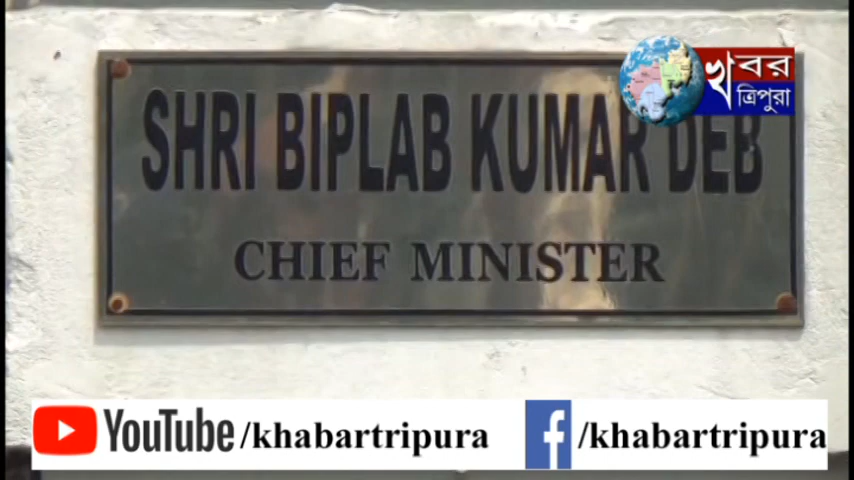 খবর
ত্রিপুরা
SHRI BIPLAB KUMAR DEB
CHIEF MINISTER
YouTube /khabartripura
f /khabartripura